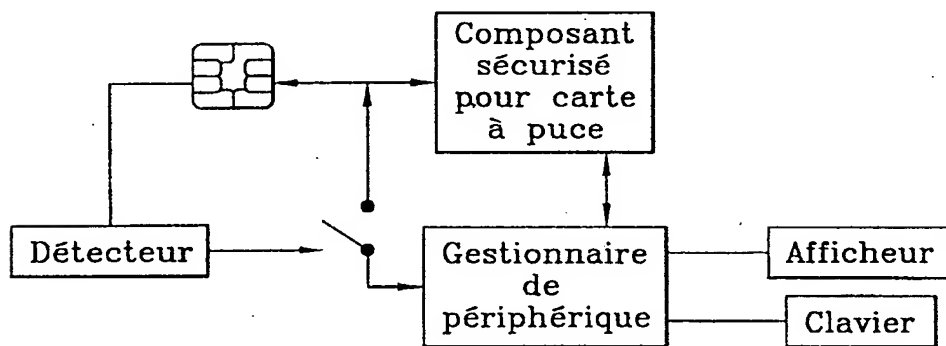 Composant
sécurisé
pour carte
à puce
Détecteur
Gestionnaire
de
périphérique
Afficheur
Clavier